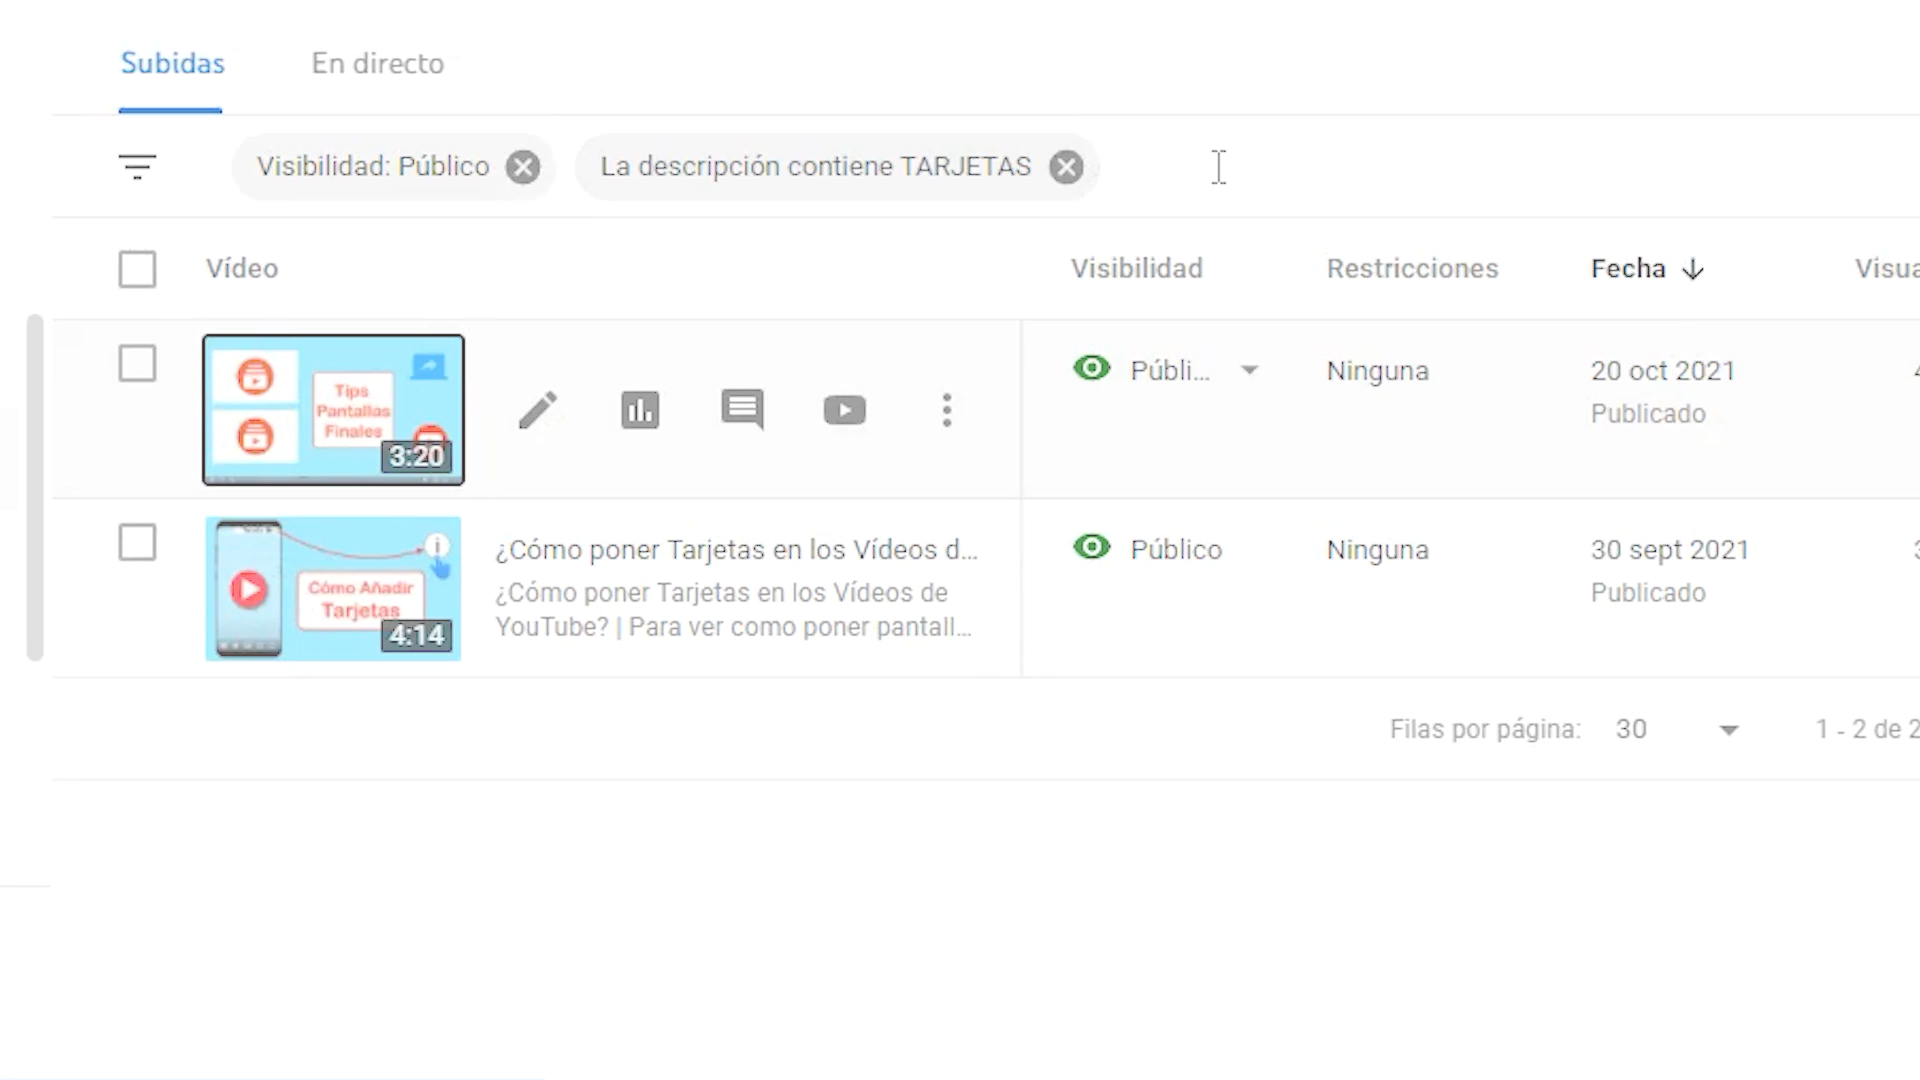 Subidas En directo
Visibilidad: Público La descripción contiene TARJETAS
Vídeo Visibilidad Restricciones Fecha
Tips
Pantallas
Finales
3:20
Públi... Ninguna 20 oct 2021
Publicado
Cómo Añadir
Tarjetas
4:14
¿Cómo poner Tarjetas en los Vídeos d...
¿Cómo poner Tarjetas en los Vídeos de
YouTube? | Para ver como poner pantall...
Público Ninguna 30 sept 2021
Publicado
Filas por página: 30 1 - 2 de